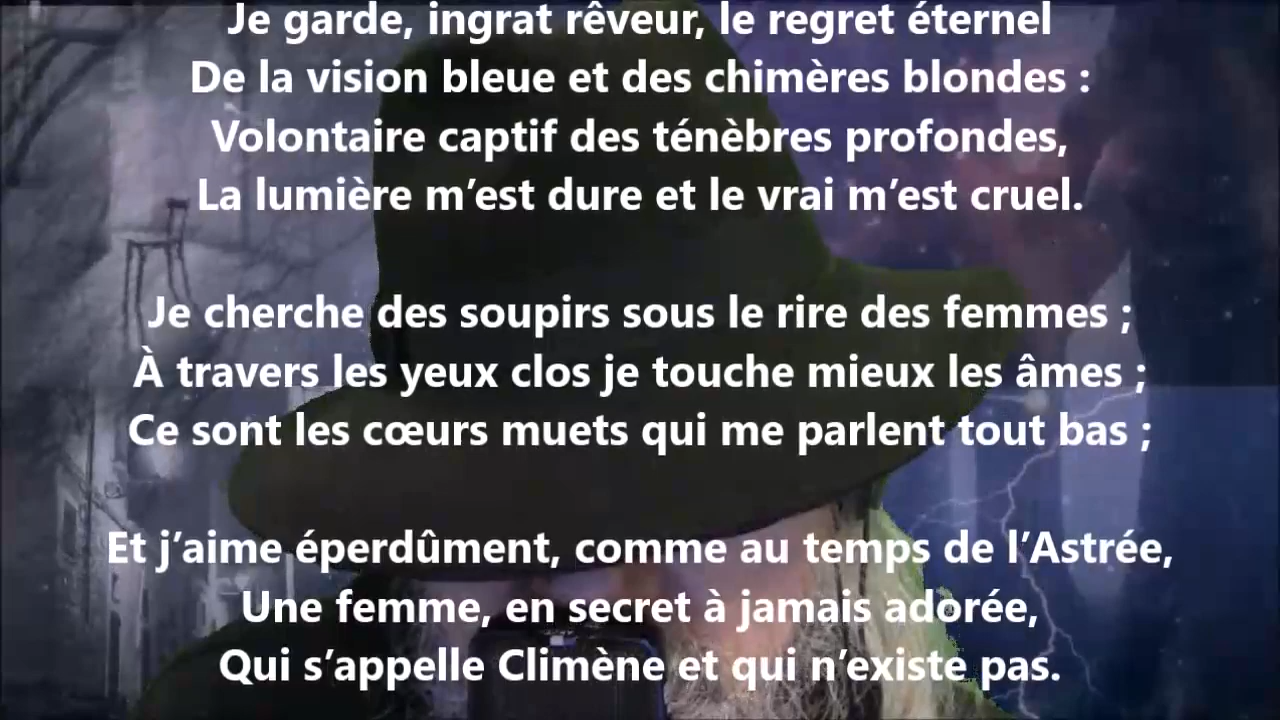 Je garde, ingrat rêveur, le regret éternel
De la vision bleue et des chimères blondes :
Volontaire captif des ténèbres profondes,
La lumière m’est dure et le vrai m’est cruel.
Je cherche des soupirs sous le rire des femmes ;
À travers les yeux clos je touche mieux les âmes ;
Ce sont les cœurs muets qui me parlent tout bas ;
Et j’aime éperdûment, comme au temps de l’Astrée,
Une femme, en secret à jamais adorée,
Qui s’appelle Climène et qui n’existe pas.